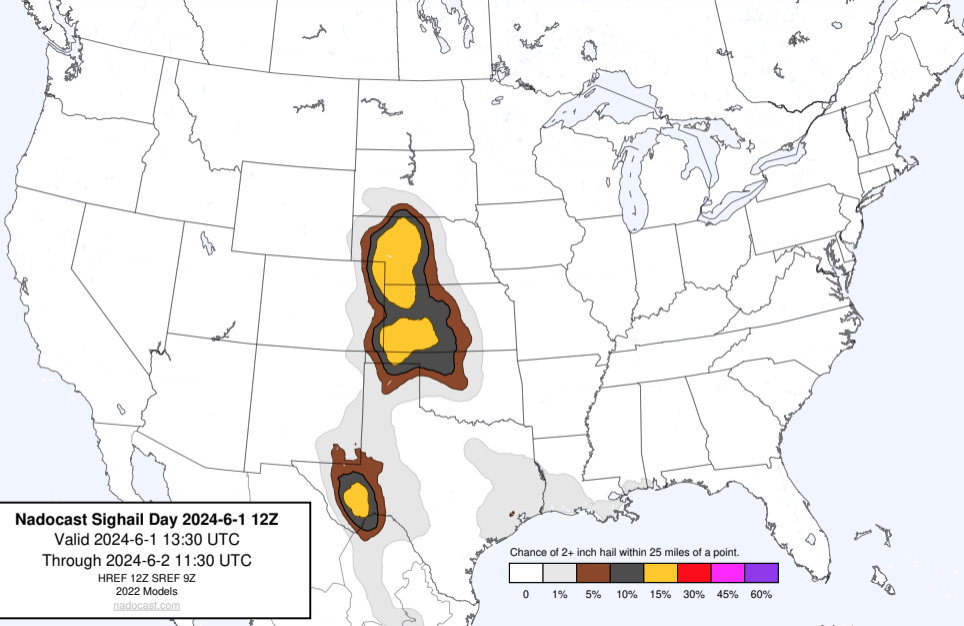 Nadocast Sighail Day 2024-6-1 12Z
Valid 2024-6-1 13:30 UTC
Through 2024-6-2 11:30 UTC
HREF 12Z SREF 9Z
2022 Models
nadocast.com
Chance of 2+ inch hail within 25 miles of a point.
0 1% 5% 10% 15% 30% 45% 60%